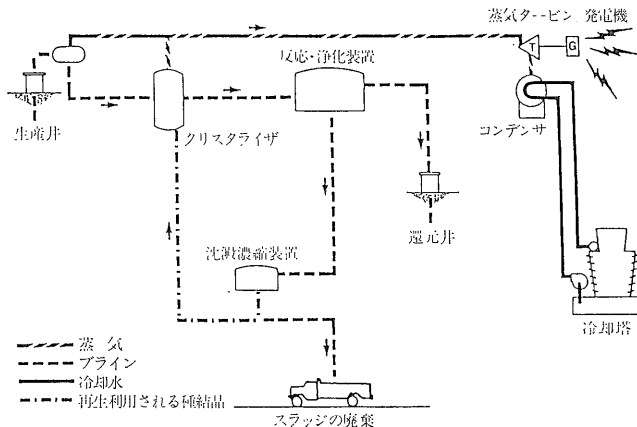 蒸気タービン 発電機
T
G
反応・浄化装置
生産井
クリスタライザ
コンデンサ
還元井
沈澱濃縮装置
冷却塔
蒸 気
ブライン
冷却水
再生利用される種結晶
スラッジの廃棄